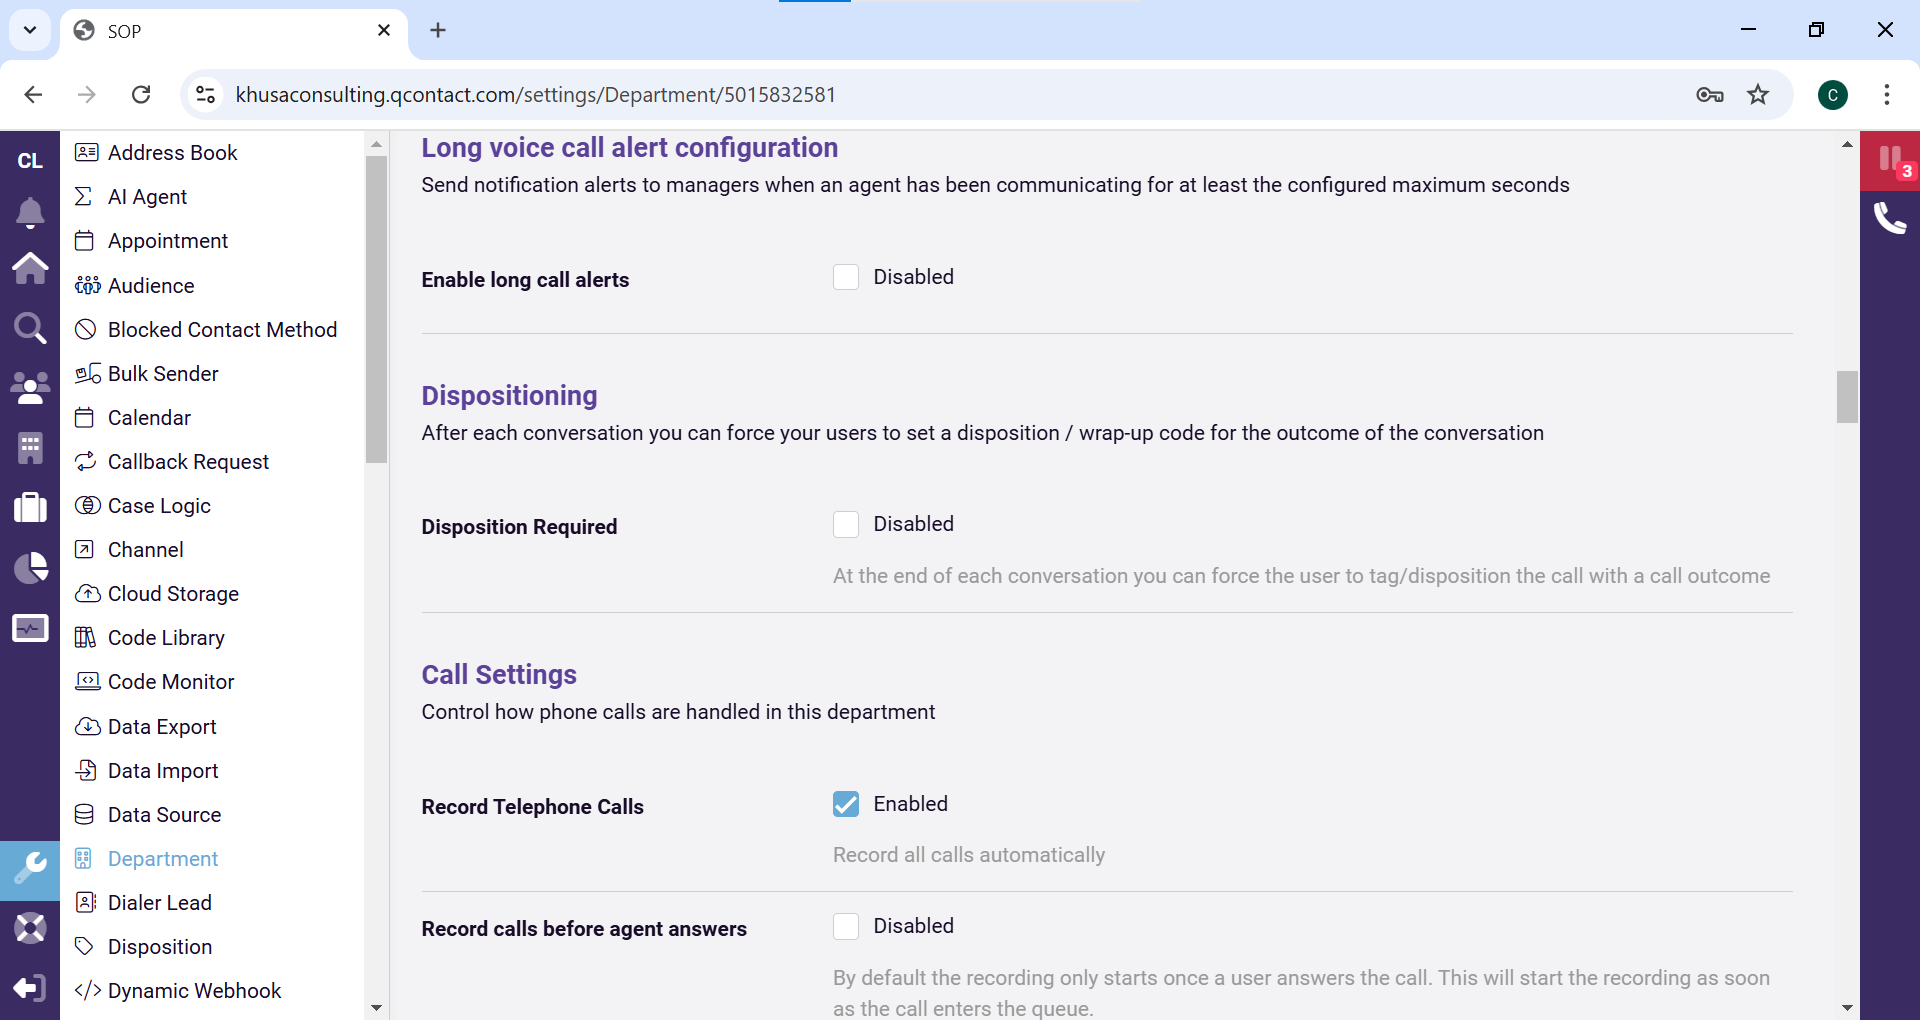 SOP
khusaconsulting.qcontact.com/settings/Department/5015832581
C
CL
3
Address Book
AI Agent
Appointment
Audience
Blocked Contact Method
Bulk Sender
Calendar
Callback Request
Case Logic
Channel
Cloud Storage
Code Library
Code Monitor
Data Export
Data Import
Data Source
Department
Dialer Lead
Disposition
Dynamic Webhook
Long voice call alert configuration
Send notification alerts to managers when an agent has been communicating for at least the configured maximum seconds
Enable long call alerts
Disabled
Dispositioning
After each conversation you can force your users to set a disposition / wrap-up code for the outcome of the conversation
Disposition Required
Disabled
At the end of each conversation you can force the user to tag/disposition the call with a call outcome
Call Settings
Control how phone calls are handled in this department
Record Telephone Calls
Enabled
Record all calls automatically
Record calls before agent answers
Disabled
By default the recording only starts once a user answers the call. This will start the recording as soon
as the call enters the queue.